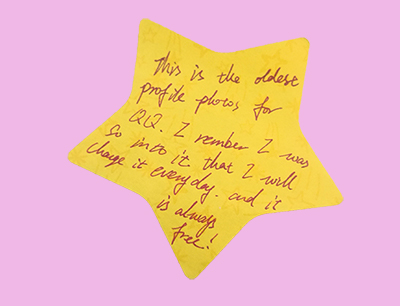 This is the oldest
profile photos for
QQ. I rember I was
so into it that I will
change it everyday. and it
is always
free!